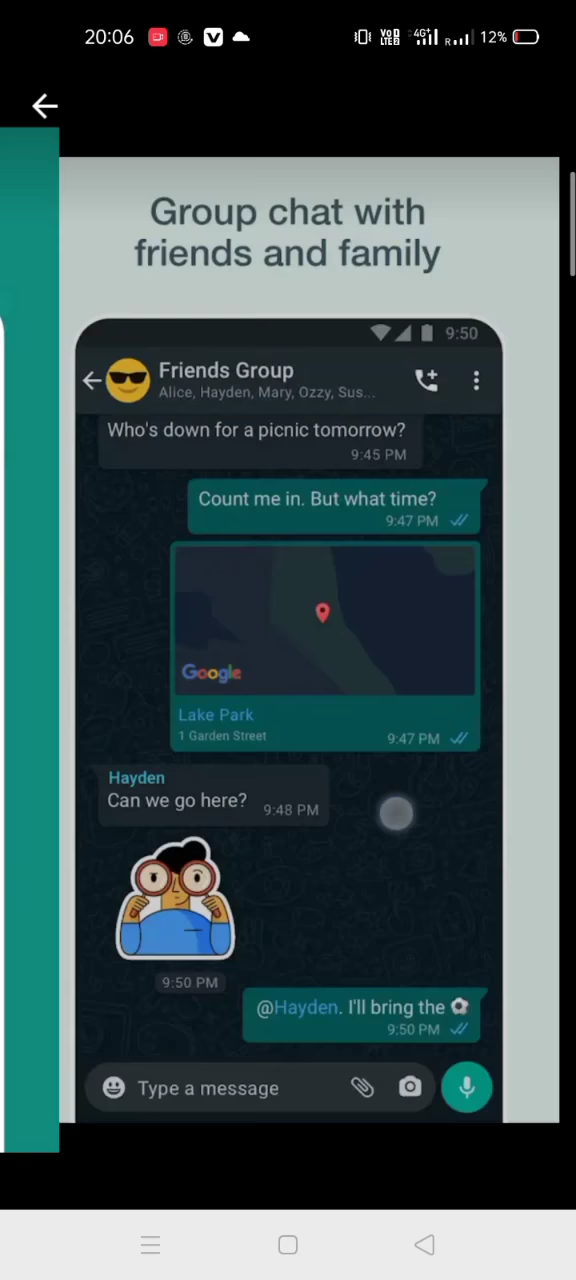 20:06
VoD LTE2 4G+ R 12%
Group chat with
friends and family
9:50
Friends Group
Alice, Hayden, Mary, Ozzy, Sus...
Who's down for a picnic tomorrow?
9:45 PM
Count me in. But what time?
9:47 PM
Google
Lake Park
1 Garden Street
9:47 PM
Hayden
Can we go here?
9:48 PM
9:50 PM
@Hayden. I'll bring the ⚽
9:50 PM
Type a message